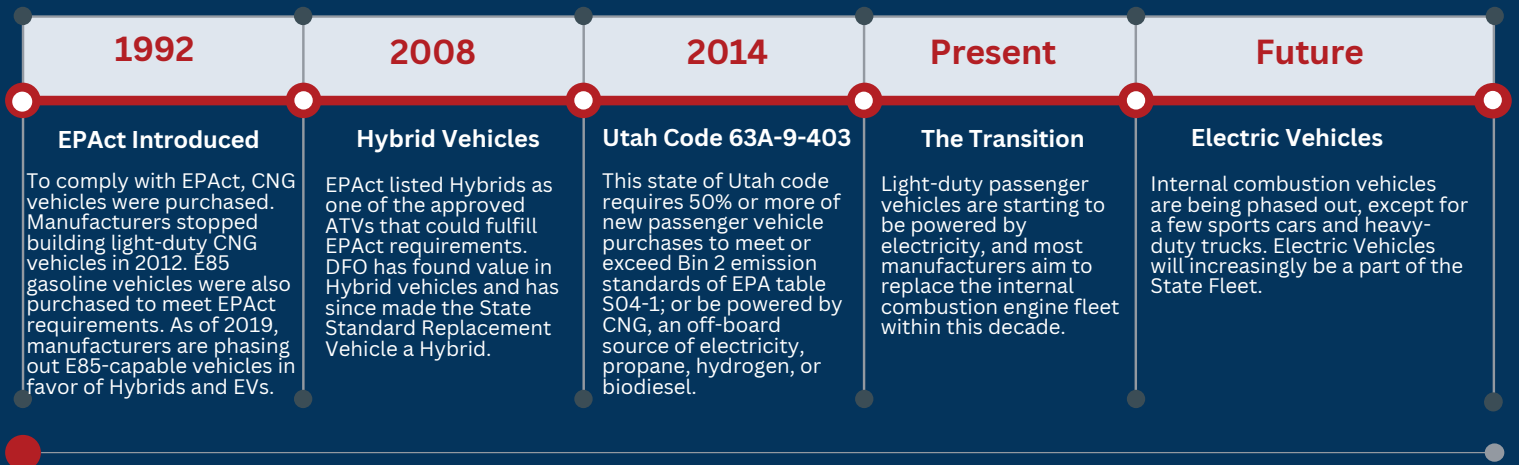 1992
EPAct Introduced
To comply with EPAct, CNG
vehicles were purchased.
Manufacturers stopped
building light-duty CNG
vehicles in 2012. E85
gasoline vehicles were also
purchased to meet EPAct
requirements. As of 2019,
manufacturers are phasing
out E85-capable vehicles in
favor of Hybrids and EVs.
2008
Hybrid Vehicles
EPAct listed Hybrids as
one of the approved
ATVs that could fulfill
EPAct requirements.
DFO has found value in
Hybrid vehicles and has
since made the State
Standard Replacement
Vehicle a Hybrid.
2014
Utah Code 63A-9-403
This state of Utah code
requires 50% or more of
new passenger vehicle
purchases to meet or
exceed Bin 2 emission
standards of EPA table
S04-1; or be powered by
CNG, an off-board
source of electricity,
propane, hydrogen, or
biodiesel.
Present
The Transition
Light-duty passenger
vehicles are starting to
be powered by
electricity, and most
manufacturers aim to
replace the internal
combustion engine fleet
within this decade.
Future
Electric Vehicles
Internal combustion vehicles
are being phased out, except for
a few sports cars and heavy-
duty trucks. Electric Vehicles
will increasingly be a part of the
State Fleet.